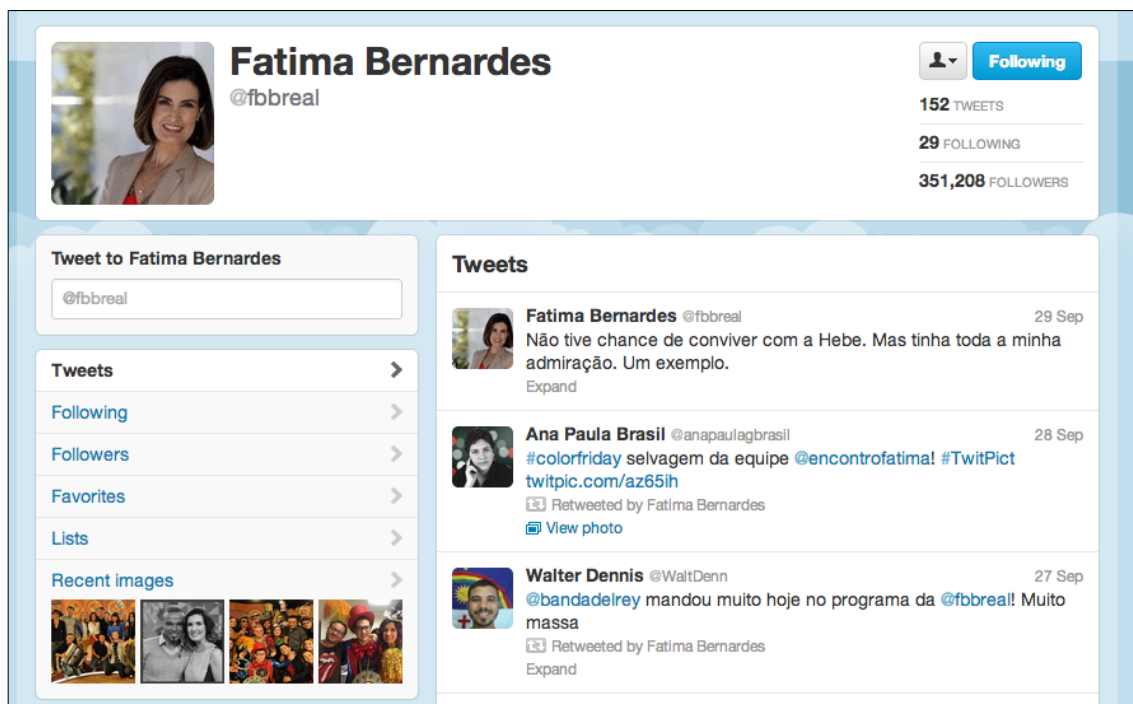 Fatima Bernardes
@fbbreal
Following
152 TWEETS
29 FOLLOWING
351,208 FOLLOWERS
Tweet to Fatima Bernardes
@fbbreal
Tweets
Following
Followers
Favorites
Lists
Recent images
Tweets
Fatima Bernardes @fbbreal 29 Sep
Não tive chance de conviver com a Hebe. Mas tinha toda a minha
admiração. Um exemplo.
Expand
Ana Paula Brasil @anapaulagbrasil 28 Sep
#colorfriday selvagem da equipe @encontrofatima! #TwitPict
twitpic.com/az65ih
Retweeted by Fatima Bernardes
View photo
Walter Dennis @WaltDenn 27 Sep
@bandadelrey mandou muito hoje no programa da @fbbreal! Muito
massa
Retweeted by Fatima Bernardes
Expand